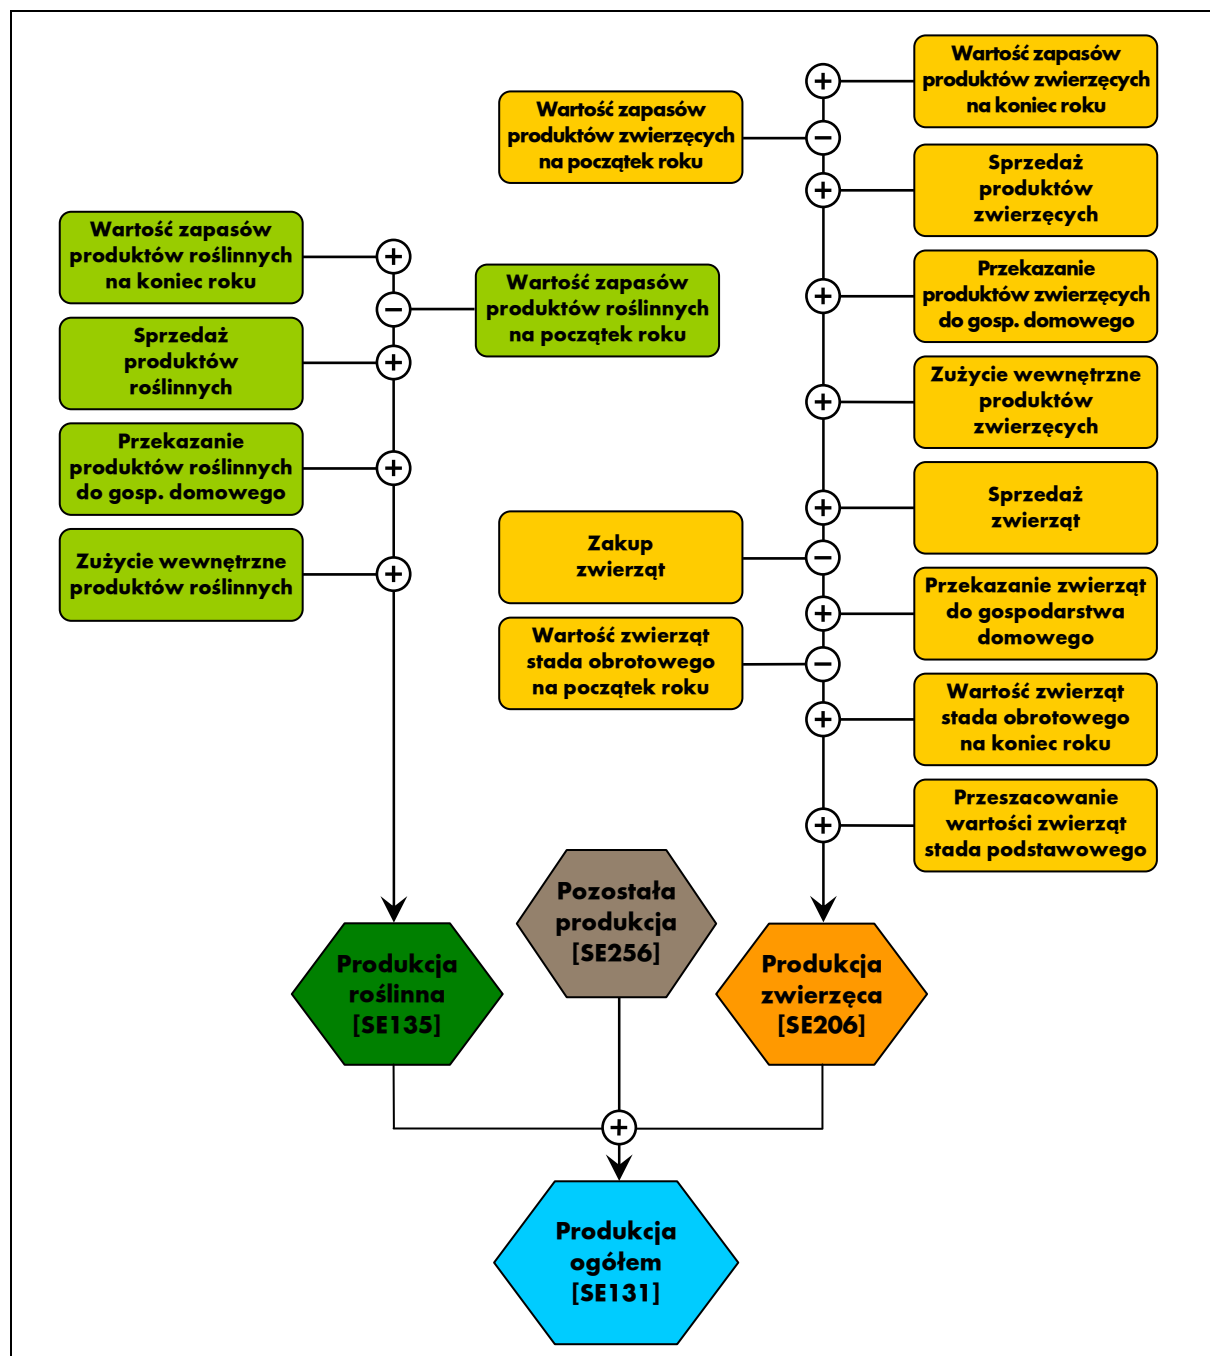 Wartość zapasów
produktów zwierzęcych
na koniec roku
Wartość zapasów
produktów zwierzęcych
na początek roku
Sprzedaż
produktów
zwierzęcych
Wartość zapasów
produktów roślinnych
na koniec roku
Wartość zapasów
produktów roślinnych
na początek roku
Przekazanie
produktów zwierzęcych
do gosp. domowego
Sprzedaż
produktów
roślinnych
Zużycie wewnętrzne
produktów
zwierzęcych
Przekazanie
produktów roślinnych
do gosp. domowego
Sprzedaż
zwierząt
Zużycie wewnętrzne
produktów roślinnych
Zakup
zwierząt
Przekazanie zwierząt
do gospodarstwa
domowego
Wartość zwierząt
stada obrotowego
na początek roku
Wartość zwierząt
stada obrotowego
na koniec roku
Przeszacowanie
wartości zwierząt
stada podstawowego
Pozostała
produkcja
[SE256]
Produkcja
roślinna
[SE135]
Produkcja
zwierzęca
[SE206]
Produkcja
ogółem
[SE131]